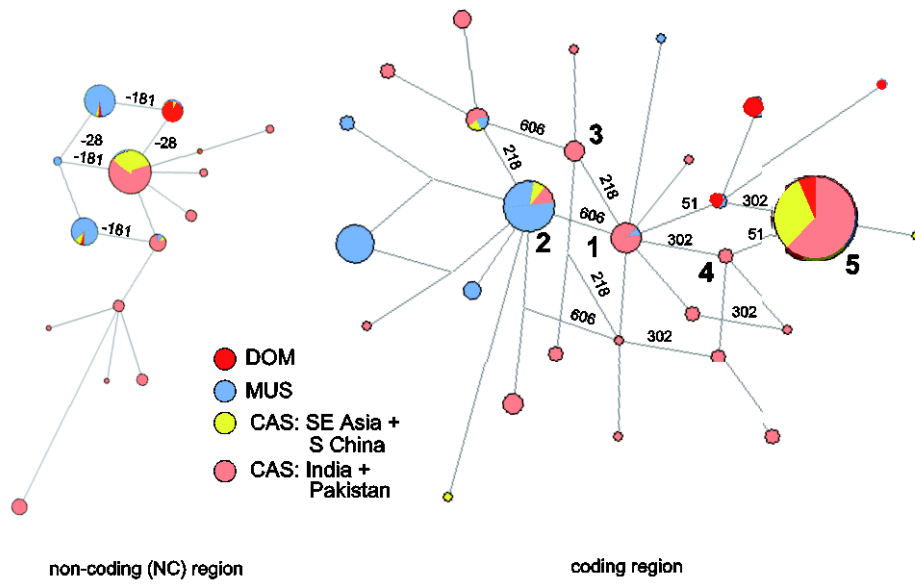 -181
-28
-28
-181
-181
DOM
MUS
CAS: SE Asia +
S China
CAS: India +
Pakistan
non-coding (NC) region
606
3
218
218
2
606
1
51
302
5
302
51
4
218
606
302
302
coding region